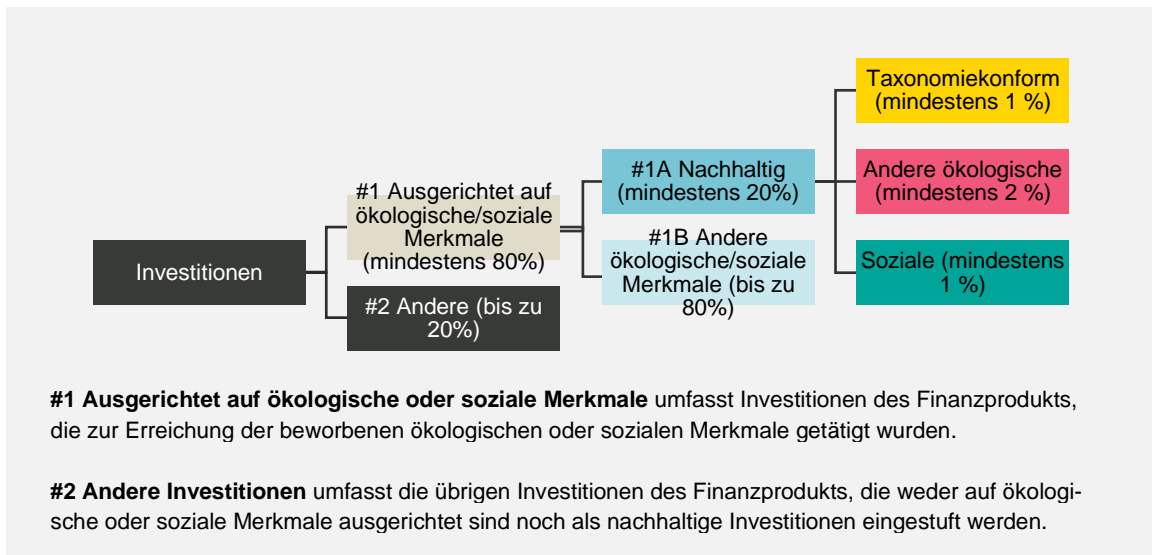 Investitionen
#1 Ausgerichtet auf
ökologische/soziale
Merkmale
(mindestens 80%)
#2 Andere (bis zu
20%)
#1A Nachhaltig
(mindestens 20%)
#1B Andere
ökologische/soziale
Merkmale (bis zu
80%)
Taxonomiekonform
(mindestens 1 %)
Andere ökologische
(mindestens 2 %)
Soziale (mindestens
1 %)
#1 Ausgerichtet auf ökologische oder soziale Merkmale umfasst Investitionen des Finanzprodukts,
die zur Erreichung der beworbenen ökologischen oder sozialen Merkmale getätigt wurden.
#2 Andere Investitionen umfasst die übrigen Investitionen des Finanzprodukts, die weder auf ökologi-
sche oder soziale Merkmale ausgerichtet sind noch als nachhaltige Investitionen eingestuft werden.